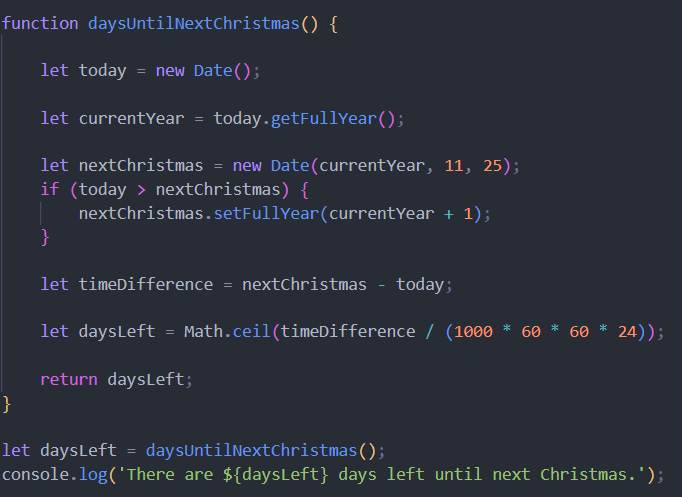 function daysUntilNextChristmas() {
let today = new Date();
let currentYear = today.getFullYear();
let nextChristmas = new Date(currentYear, 11, 25);
if (today > nextChristmas) {
nextChristmas.setFullYear(currentYear + 1);
}
let timeDifference = nextChristmas - today;
let daysLeft = Math.ceil(timeDifference / (1000 * 60 * 60 * 24));
return daysLeft;
}
let daysLeft = daysUntilNextChristmas();
console.log('There are ${daysLeft} days left until next Christmas.');